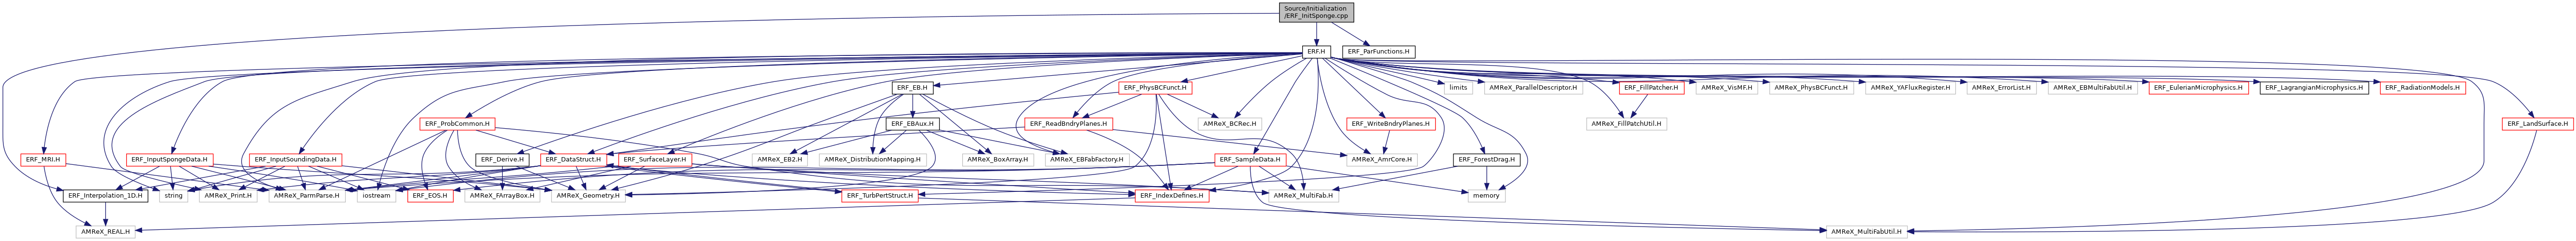 Source/Initialization
/ERF_InitSponge.cpp
ERF.H
ERF_ParFunctions.H
ERF_EB.H
ERF_PhysBCFunct.H
limits
AMReX_ParallelDescriptor.H
ERF_FillPatcher.H
AMReX_VisMF.H
AMReX_PhysBCFunct.H
AMReX_YAFluxRegister.H
AMReX_ErrorList.H
AMReX_EBMultiFabUtil.H
ERF_EulerianMicrophysics.H
ERF_LagrangianMicrophysics.H
ERF_RadiationModels.H
ERF_ProbCommon.H
ERF_EBAux.H
ERF_ReadBndryPlanes.H
AMReX_BCRec.H
ERF_WriteBndryPlanes.H
AMReX_FillPatchUtil.H
ERF_LandSurface.H
ERF_MRI.H
ERF_InputSpongeData.H
ERF_InputSoundingData.H
ERF_Derive.H
ERF_DataStruct.H
ERF_SurfaceLayer.H
AMReX_EB2.H
AMReX_DistributionMapping.H
AMReX_BoxArray.H
AMReX_EBFabFactory.H
ERF_SampleData.H
AMReX_AmrCore.H
ERF_ForestDrag.H
ERF_Interpolation_1D.H
string
AMReX_Print.H
AMReX_ParmParse.H
iostream
ERF_EOS.H
AMReX_FArrayBox.H
AMReX_Geometry.H
ERF_TurbPertStruct.H
ERF_IndexDefines.H
AMReX_MultiFab.H
memory
AMReX_REAL.H
AMReX_MultiFabUtil.H